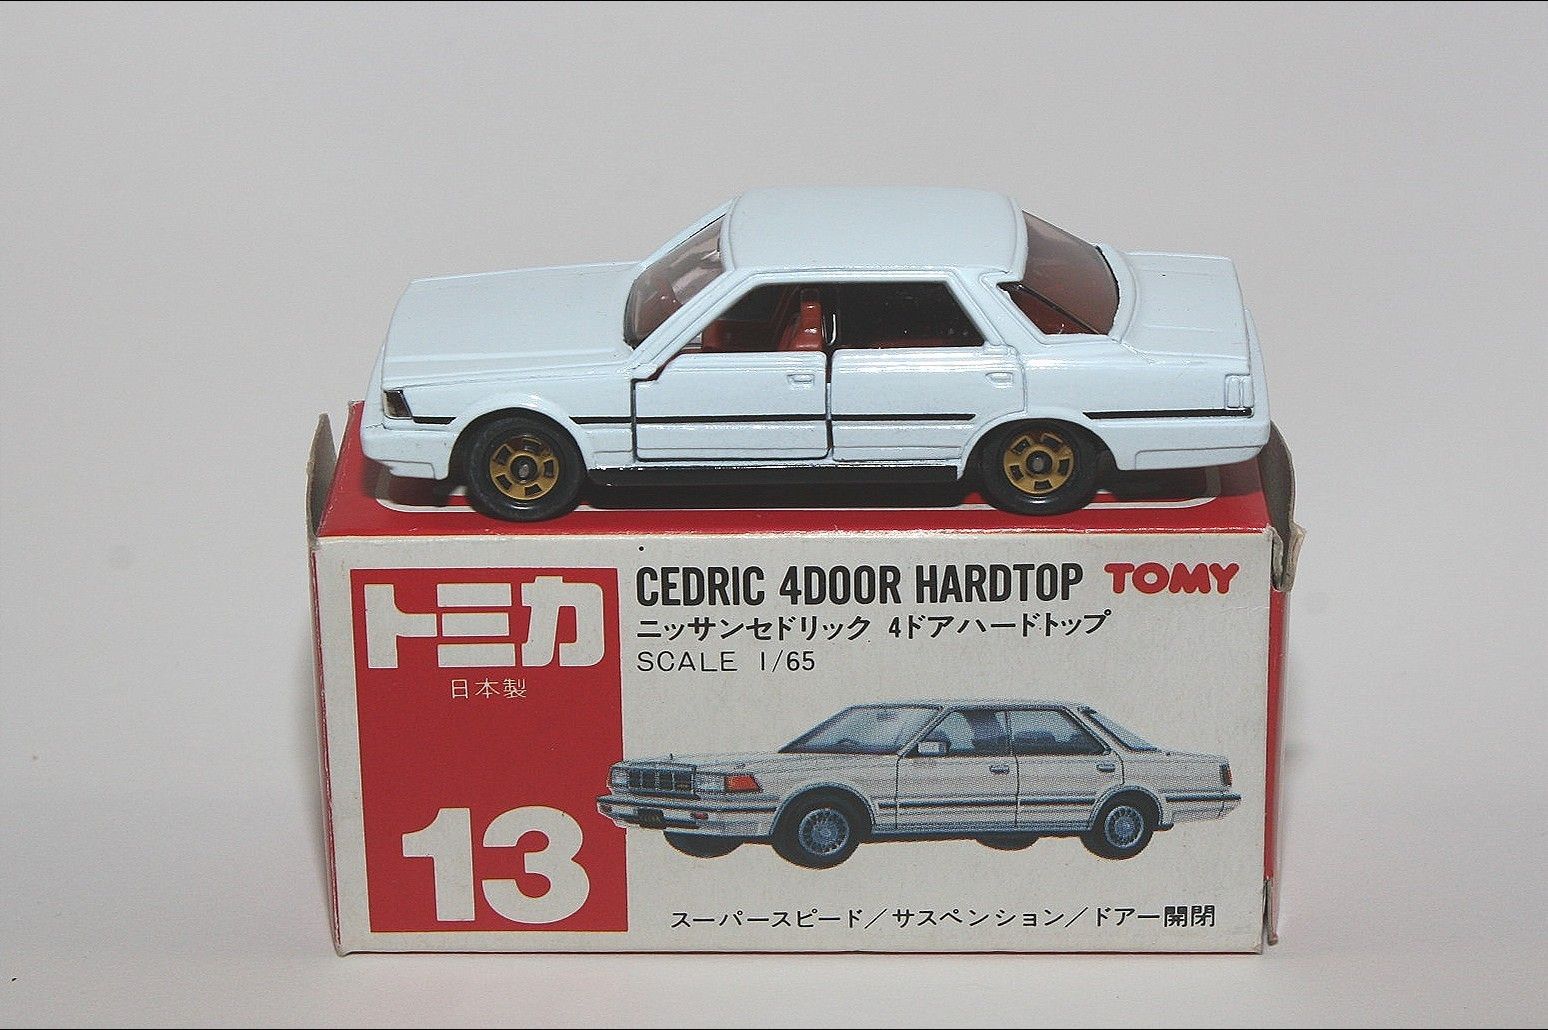 トミカ
日本製
13
CEDRIC 4DOOR HARDTOP TOMY
ニッサンセドリック 4ドアハードトップ
SCALE 1/65
スーパースピード/サスペンション/ドアー開閉